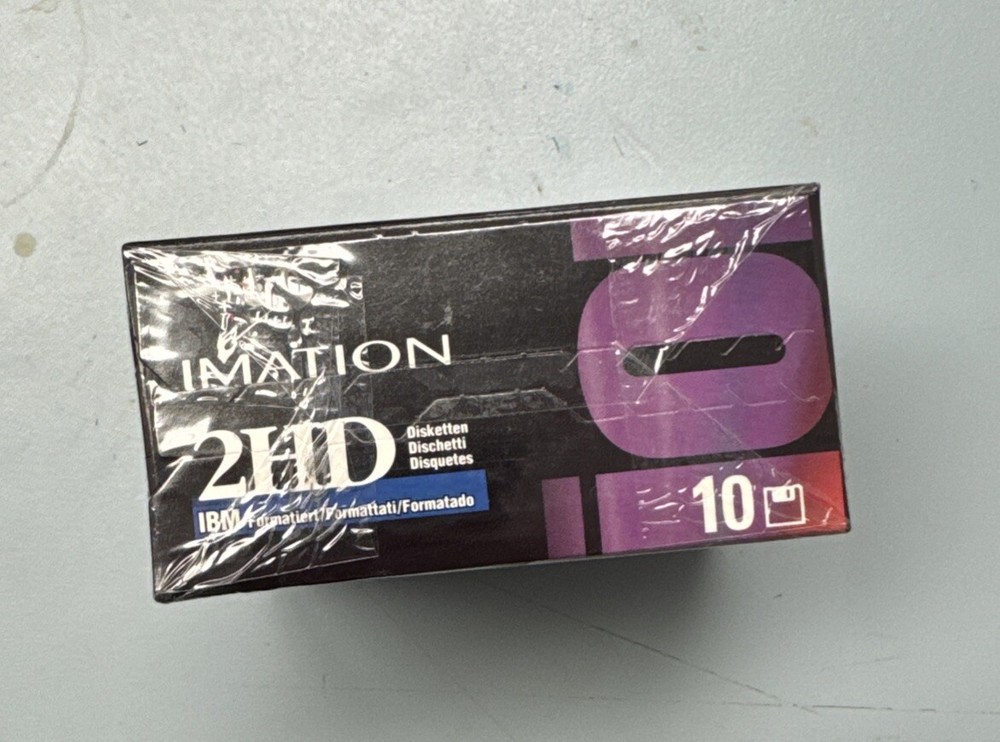 IMATION
2HD
Disketten
Dischetti
Disquetes
IBM Formatiert/Formattati/Formatado
10